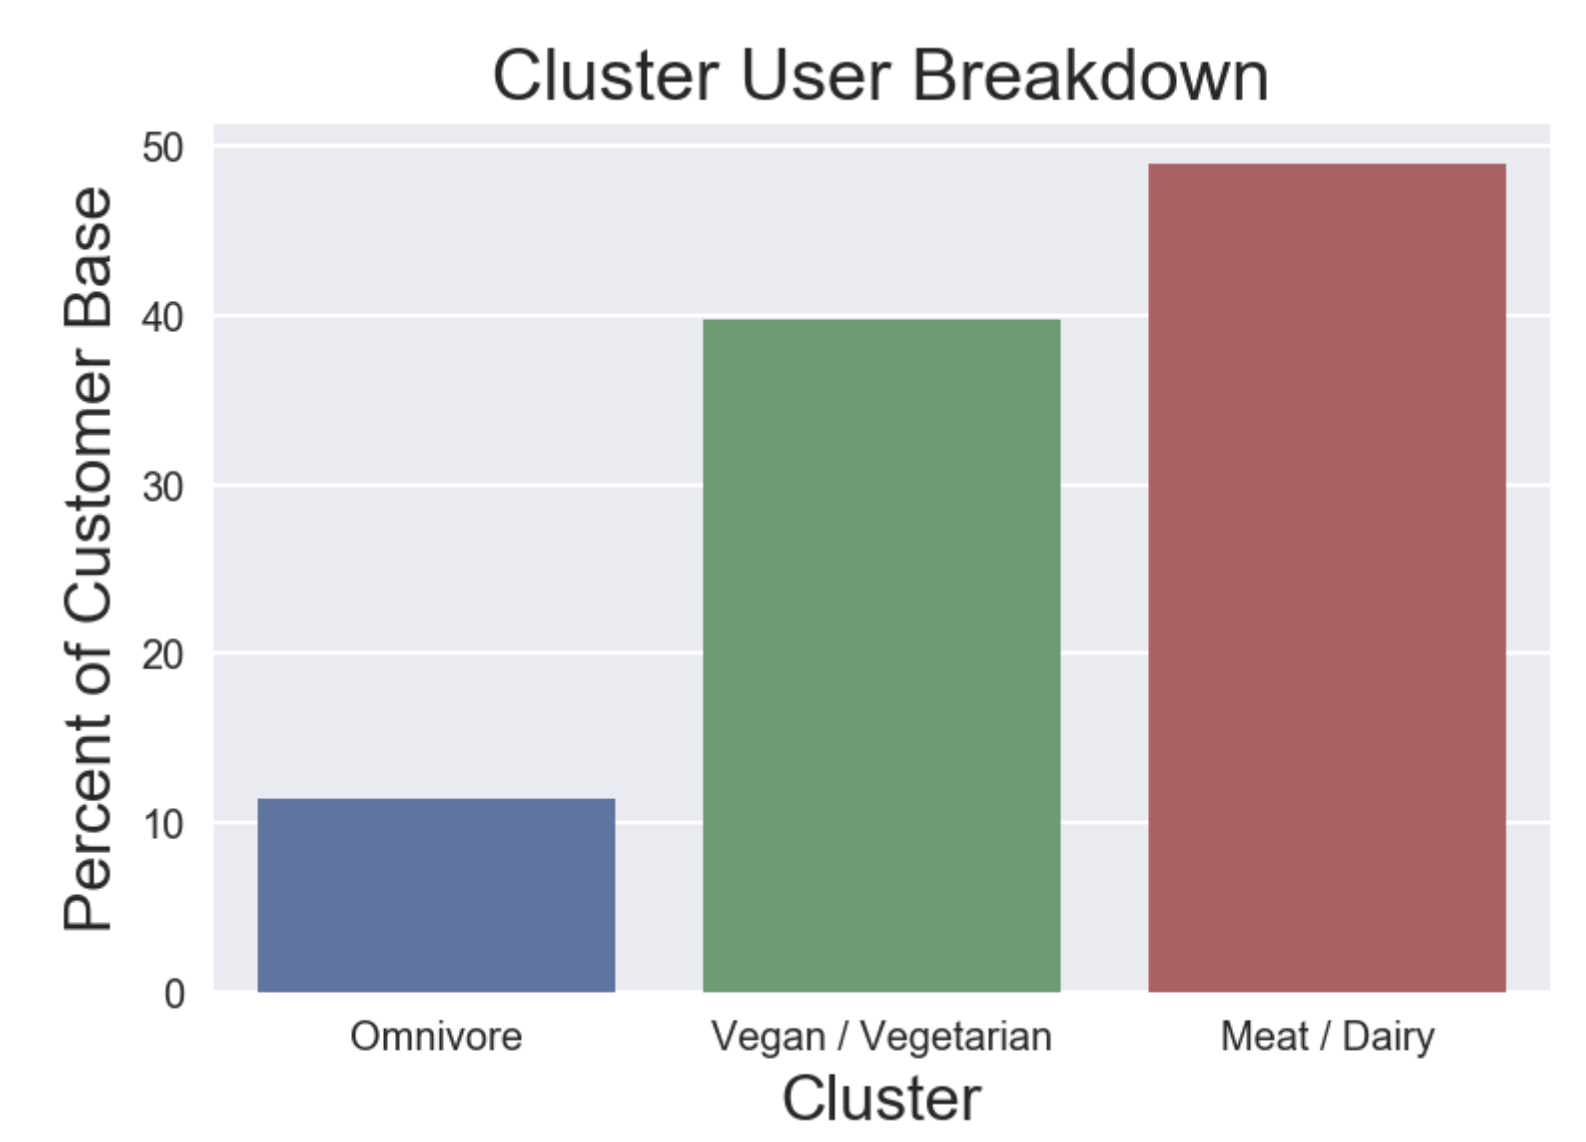 Cluster User Breakdown
50
40
30
20
10
0
Percent of Customer Base
Omnivore
Vegan / Vegetarian
Meat / Dairy
Cluster